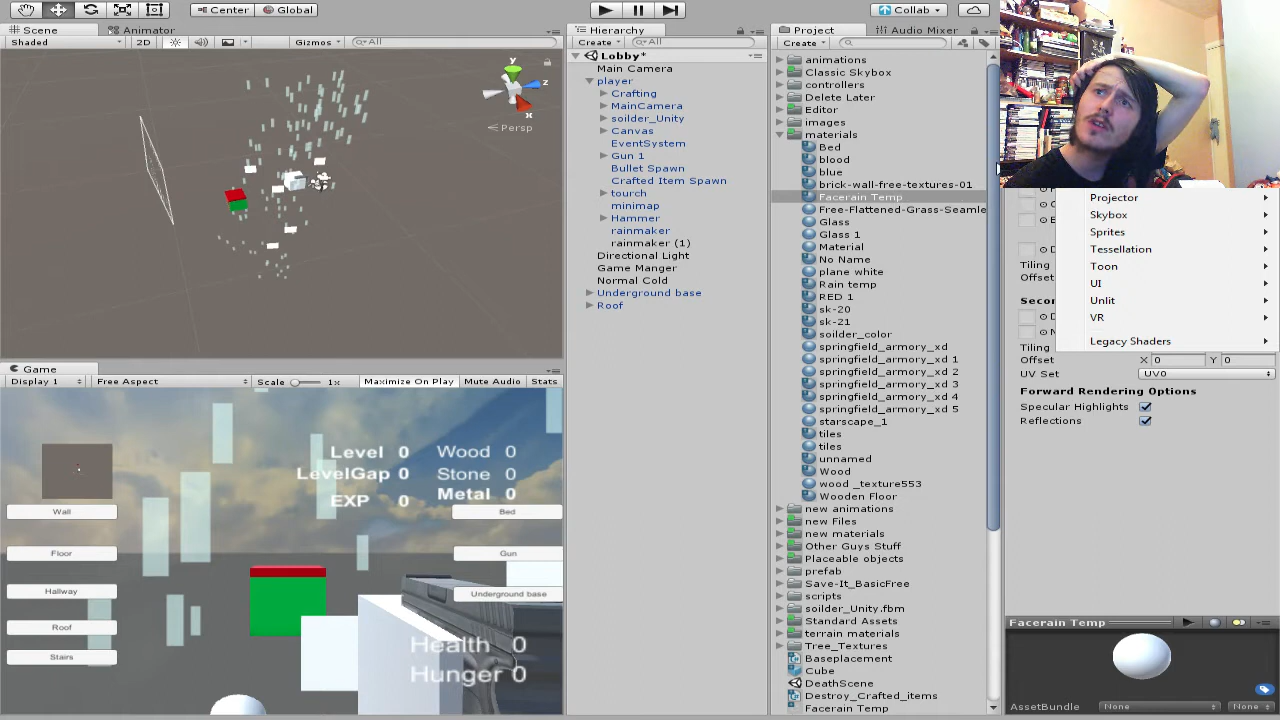 Center Global Collab
Scene Animator
Shaded 2D Gizmos All
y
z
x
Persp
Hierarchy
Create All
Lobby*
Main Camera
player
Crafting
MainCamera
soilder_Unity
Canvas
EventSystem
Gun 1
Bullet Spawn
Crafted Item Spawn
tourch
minimap
Hammer
rainmaker
rainmaker (1)
Directional Light
Game Manger
Normal Cold
Underground base
Roof
Project Audio Mixer
Create
animations
Classic Skybox
controllers
Delete Later
Editor
images
materials
Bed
blood
blue
brick-wall-free-textures-01
Facerain Temp
Free-Flattened-Grass-Seamle
Glass
Glass 1
Material
No Name
plane white
Rain temp
RED 1
sk-20
sk-21
soilder_color
springfield_armory_xd
springfield_armory_xd 1
springfield_armory_xd 2
springfield_armory_xd 3
springfield_armory_xd 4
springfield_armory_xd 5
starscape_1
tiles
tiles
unnamed
Wood
wood _texture553
Wooden Floor
new animations
new Files
new materials
Other Guys Stuff
Placeable objects
prefab
Save-It_BasicFree
scripts
soilder_Unity.fbm
Standard Assets
terrain materials
Tree_Textures
Baseplacement
Cube
DeathScene
Destroy_Crafted_items
Facerain Temp
Projector
Skybox
Sprites
Tessellation
Toon
UI
Unlit
VR
Legacy Shaders
Tiling
Offset
Tiling
Offset X 0 Y 0
UV Set UV0
Forward Rendering Options
Specular Highlights
Reflections
Facerain Temp
AssetBundle None None
Game
Display 1 Free Aspect Scale 1x Maximize On Play Mute Audio Stats
Level 0 Wood 0
LevelGap 0 Stone 0
EXP 0 Metal 0
Wall Bed
Floor Gun
Hallway Underground base
Roof
Stairs
Health 0
Hunger 0